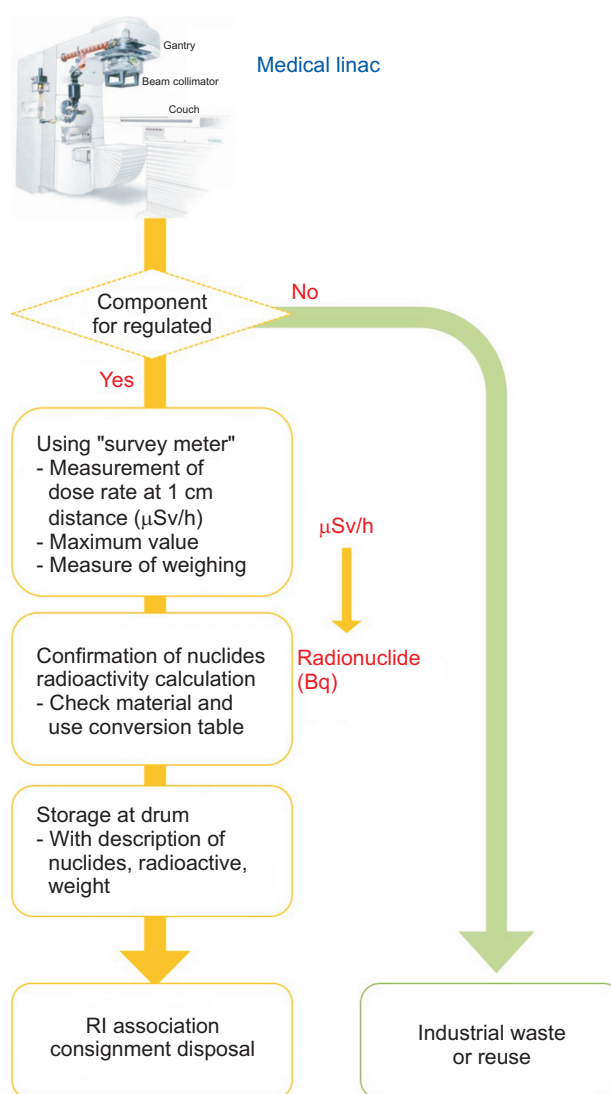 Gantry
Medical linac
Beam collimator
Couch
Component
for regulated
No
Yes
Using "survey meter"
- Measurement of
dose rate at 1 cm
distance (μSv/h)
- Maximum value
- Measure of weighing
μSv/h
Confirmation of nuclides
radioactivity calculation
- Check material and
use conversion table
Radionuclide
(Bq)
Storage at drum
- With description of
nuclides, radioactive,
weight
RI association
consignment disposal
Industrial waste
or reuse